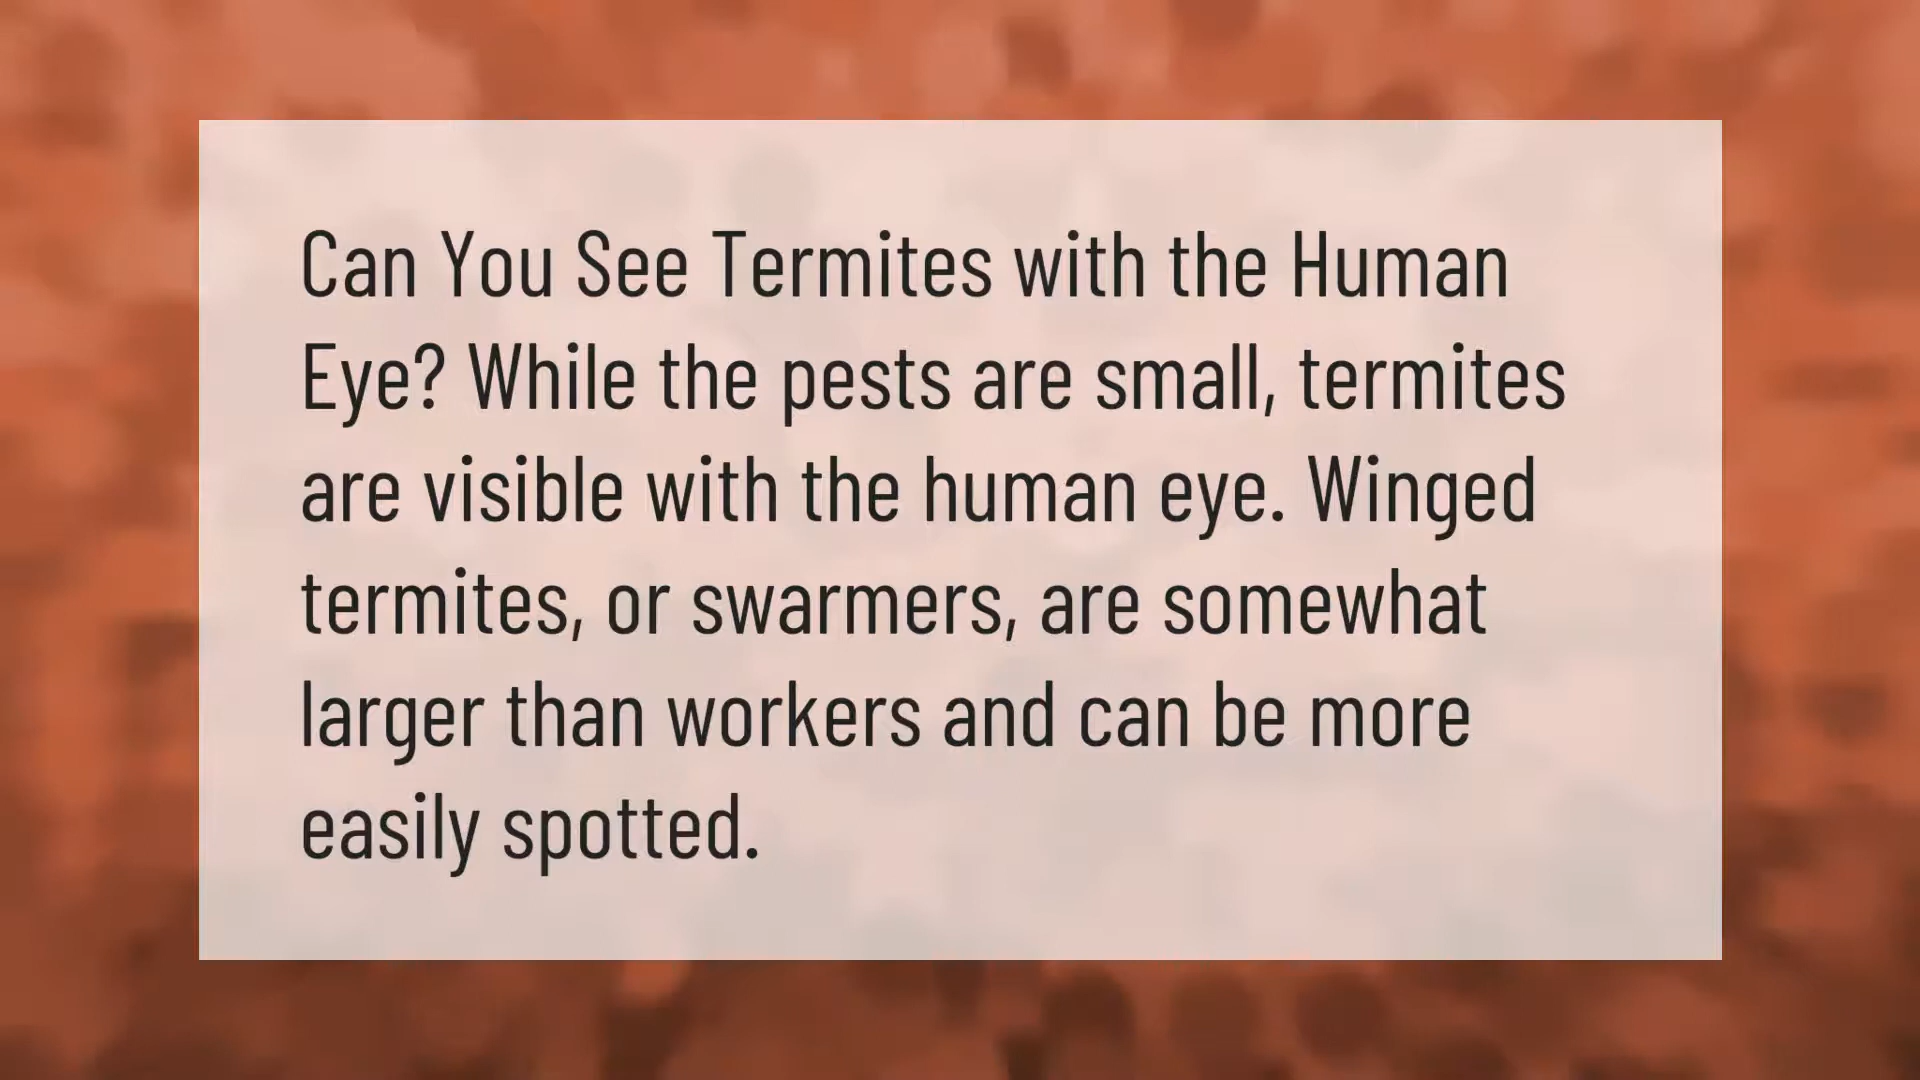 Can You See Termites with the Human
Eye? While the pests are small, termites
are visible with the human eye. Winged
termites, or swarmers, are somewhat
larger than workers and can be more
easily spotted.